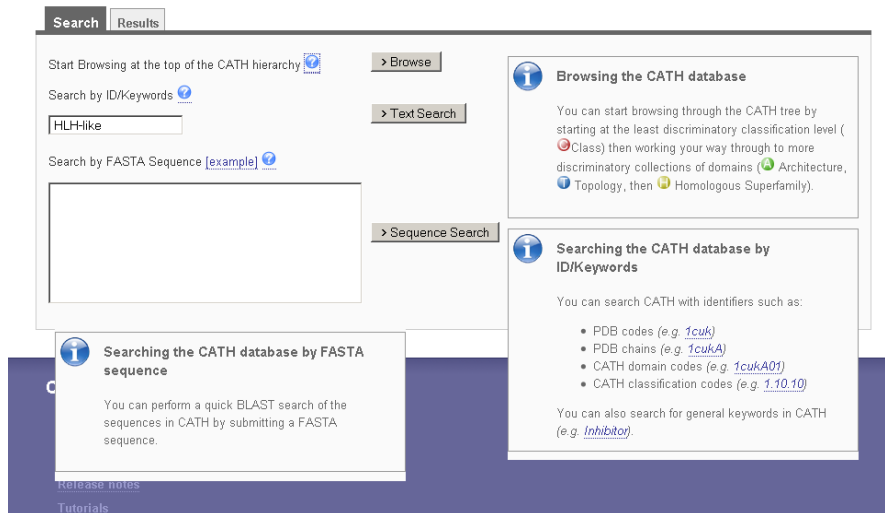 Search
Results
Start Browsing at the top of the CATH hierarchy ?
> Browse
Search by ID/Keywords ?
HLH-like
> Text Search
Search by FASTA Sequence [example] ?
> Sequence Search
Browsing the CATH database
You can start browsing through the CATH tree by
starting at the least discriminatory classification level (
C Class) then working your way through to more
discriminatory collections of domains (A Architecture,
T Topology, then H Homologous Superfamily).
Searching the CATH database by
ID/Keywords
You can search CATH with identifiers such as:
• PDB codes (e.g. 1cuk)
• PDB chains (e.g. 1cukA)
• CATH domain codes (e.g. 1cukA01)
• CATH classification codes (e.g. 1.10.10)
You can also search for general keywords in CATH
(e.g. Inhibitor).
Searching the CATH database by FASTA
sequence
You can perform a quick BLAST search of the
sequences in CATH by submitting a FASTA
sequence.
Release notes
Tutorials